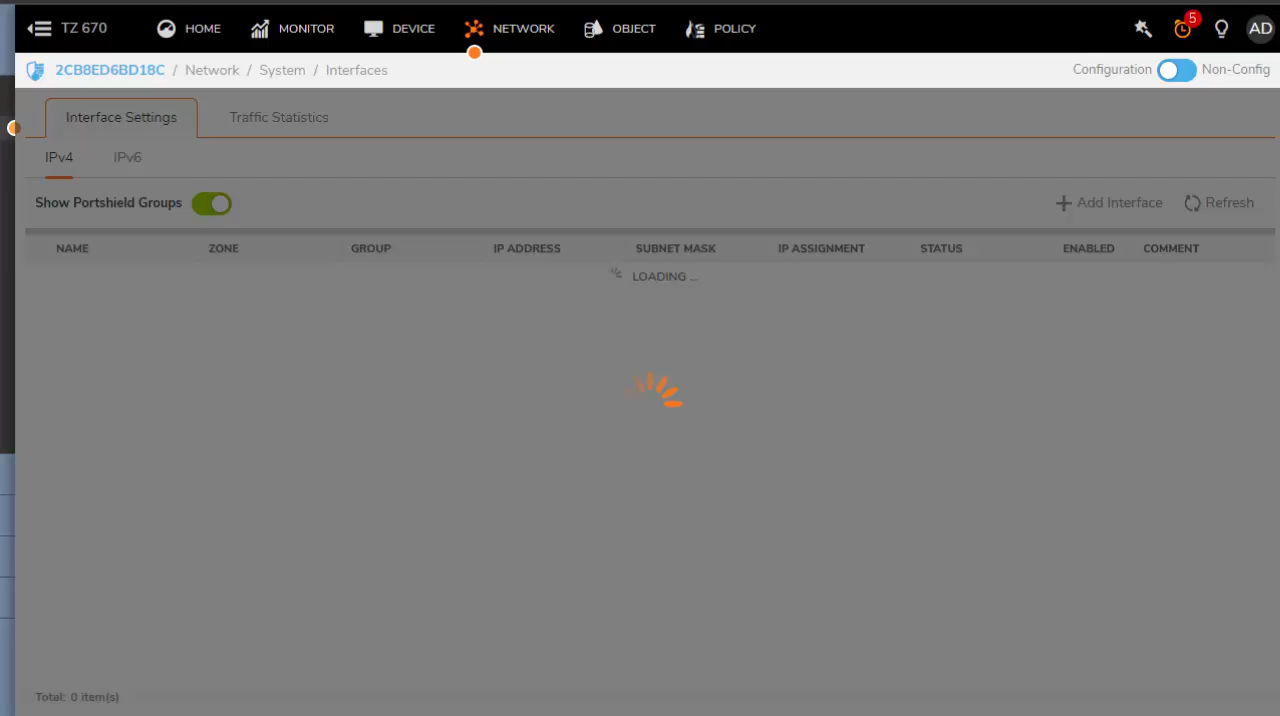 TZ 670 HOME MONITOR DEVICE NETWORK OBJECT POLICY 5 AD
2CB8ED6BD18C / Network / System / Interfaces Configuration Non-Config
Interface Settings Traffic Statistics
IPv4 IPv6
Show Portshield Groups Add Interface Refresh
NAME ZONE GROUP IP ADDRESS SUBNET MASK IP ASSIGNMENT STATUS ENABLED COMMENT
LOADING ...
Total: 0 item(s)